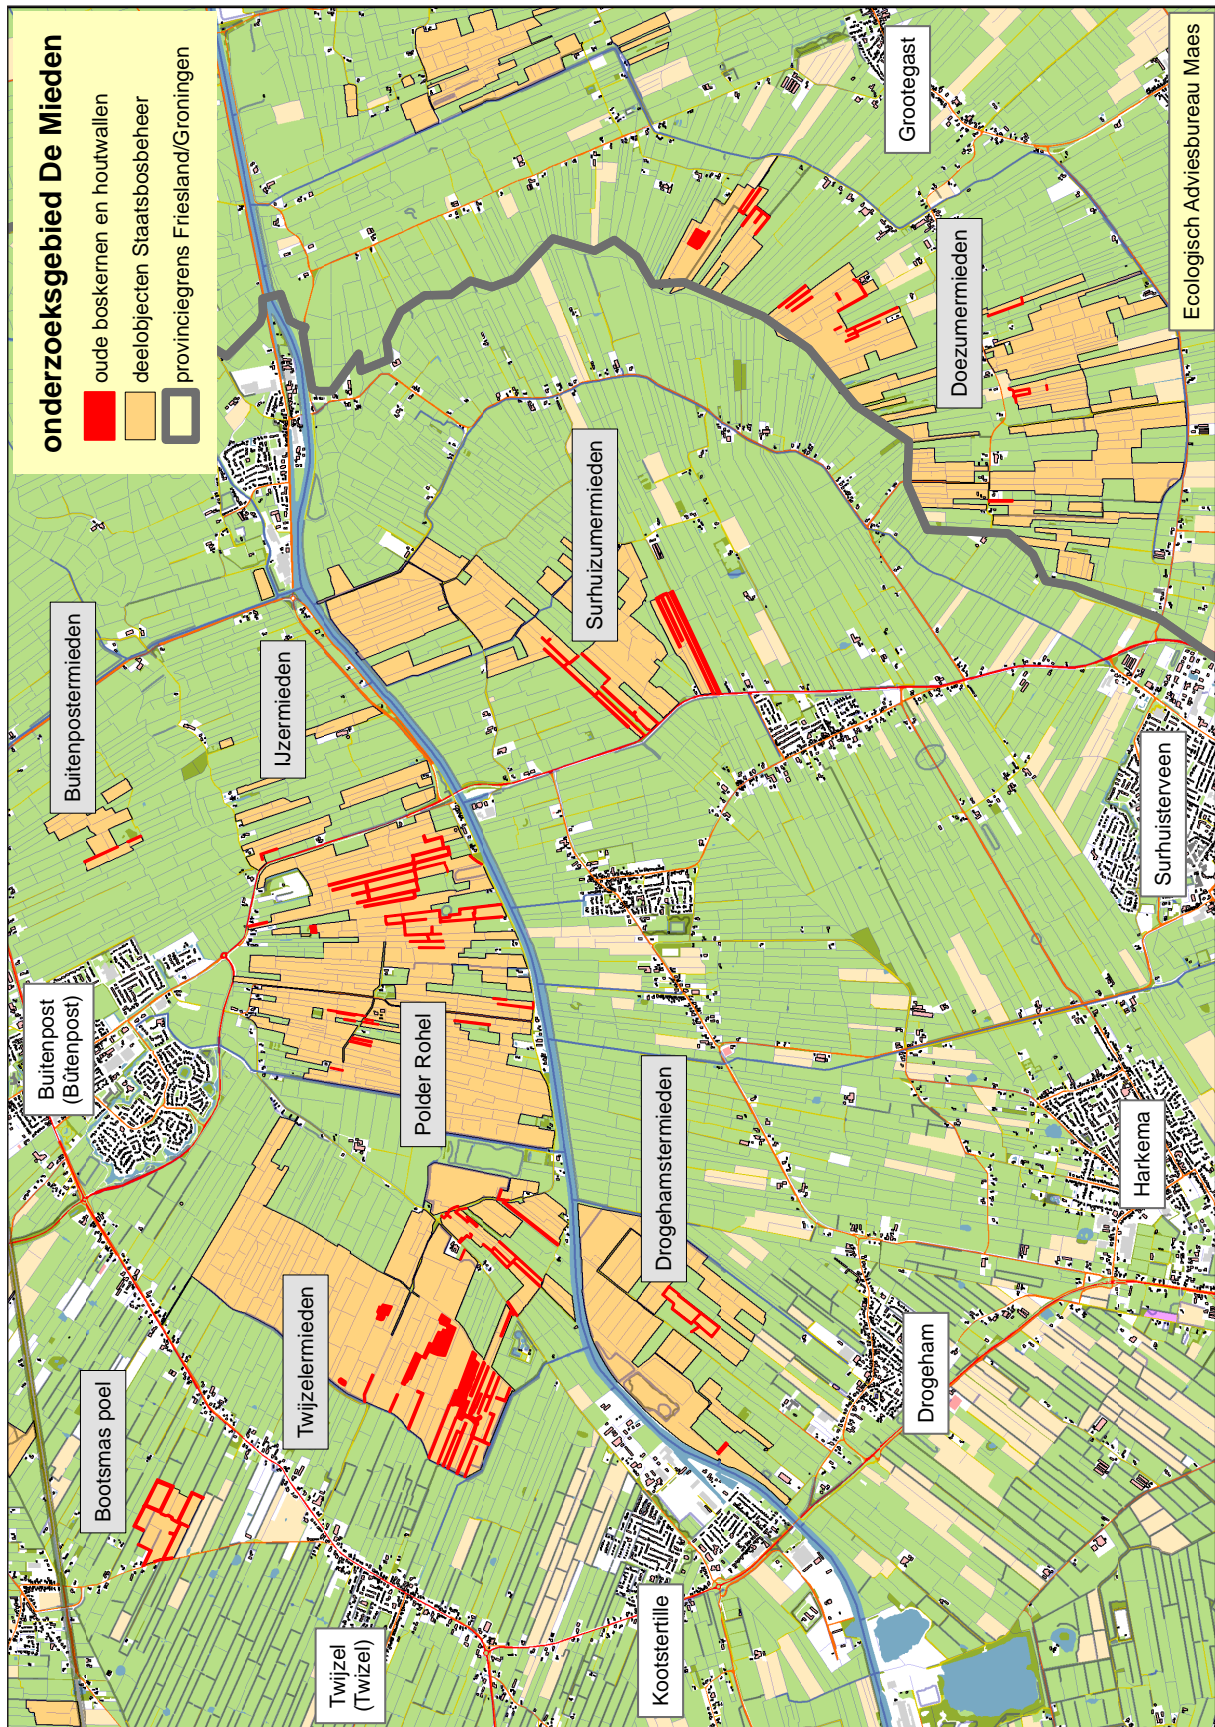 onderzoeksgebied De Mieden
oude boskernen en houtwallen
deelobjecten Staatsbosbeheer
provinciegrens Friesland/Groningen
Buitenpostermieden
Buitenpost
(Bûtenpost)
Bootsmas poel
IJzermieden
Twijzelermieden
Twijzel
(Twizel)
Polder Rohel
Surhuizumermieden
Drogehamstermieden
Kootstertille
Grootegast
Doezumermieden
Drogeham
Surhuisterveen
Harkema
Ecologisch Adviesbureau Maes